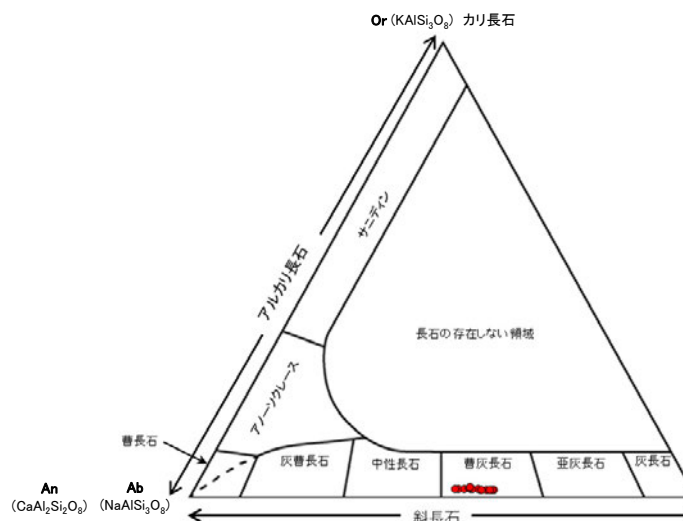 Or (KAlSi₃O₈) カリ長石
サニディン
アルカリ長石
長石の存在しない領域
アノーソクレース
曹長石
灰曹長石
中性長石
曹灰長石
亜灰長石
灰長石
An
(CaAl₂Si₂O₈)
Ab
(NaAlSi₃O₈)
斜長石